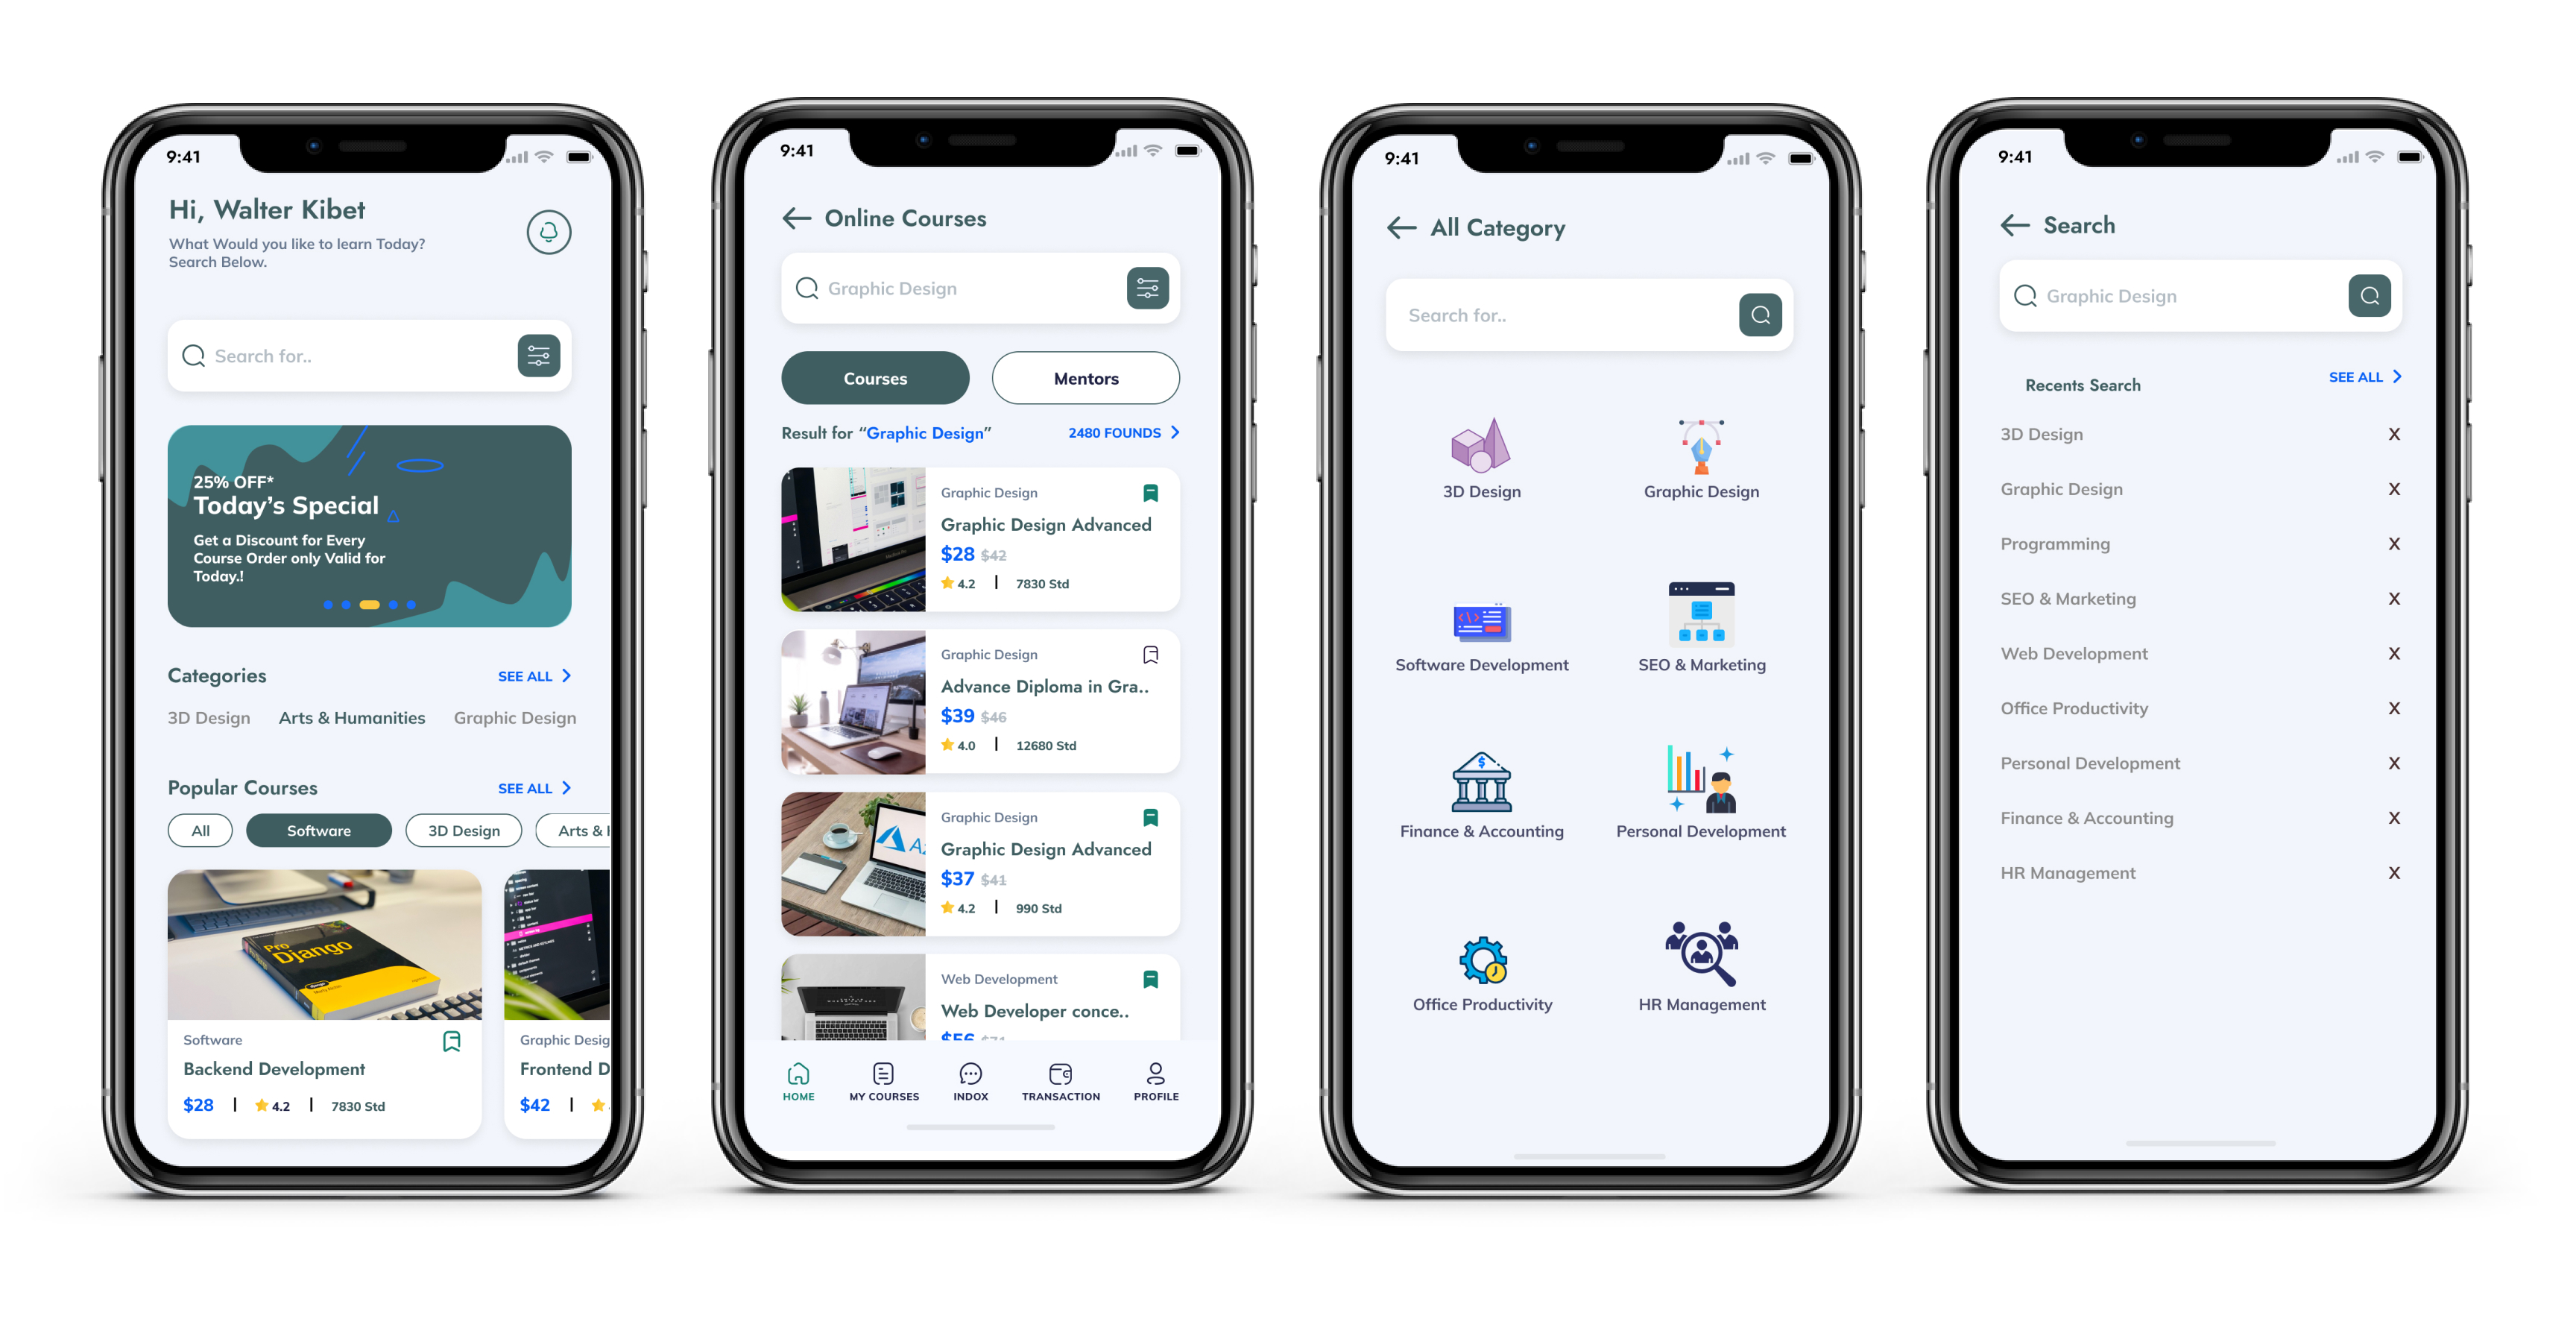 9:41
Hi, Walter Kibet
What Would you like to learn Today?
Search Below.
Search for..
25% OFF*
Today's Special
Get a Discount for Every
Course Order only Valid for
Today.!
Categories
SEE ALL
3D Design
Arts & Humanities
Graphic Design
Popular Courses
SEE ALL
All
Software
3D Design
Arts &
Pro
Django
Software
Backend Development
$28
4.2
7830 Std
Graphic Desig
Frontend D
$42
9:41
Online Courses
Graphic Design
Courses
Mentors
Result for “Graphic Design”
2480 FOUNDS
Graphic Design
Graphic Design Advanced
$28 $42
4.2 | 7830 Std
Graphic Design
Advance Diploma in Gra..
$39 $46
4.0 | 12680 Std
Graphic Design
Graphic Design Advanced
$37 $41
4.2 | 990 Std
Web Development
Web Developer conce..
$56 $71
HOME
MY COURSES
INDOX
TRANSACTION
PROFILE
9:41
All Category
Search for..
3D Design
Graphic Design
Software Development
SEO & Marketing
Finance & Accounting
Personal Development
Office Productivity
HR Management
9:41
Search
Graphic Design
Recents Search
SEE ALL
3D Design X
Graphic Design X
Programming X
SEO & Marketing X
Web Development X
Office Productivity X
Personal Development X
Finance & Accounting X
HR Management X